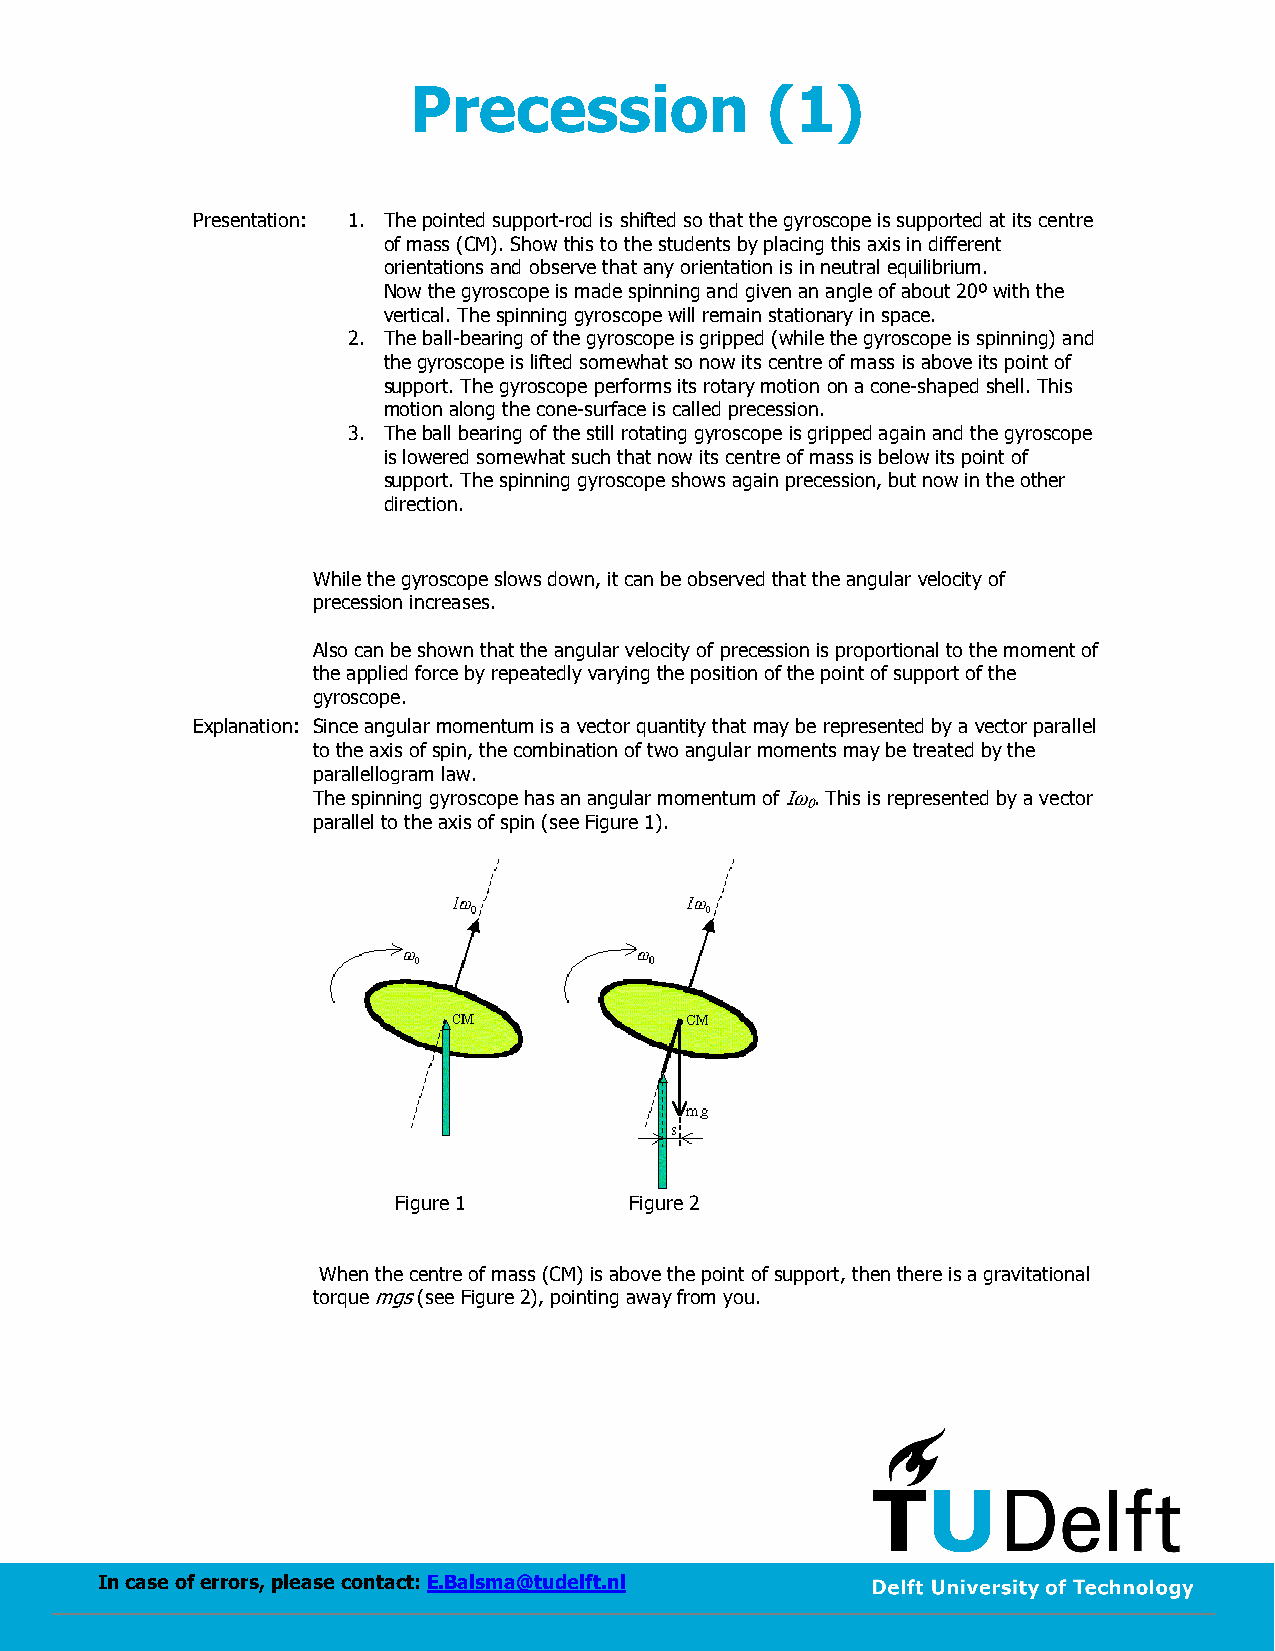 Precession (1)
Presentation: 1. The pointed support-rod is shifted so that the gyroscope is supported at its centre
of mass (CM). Show this to the students by placing this axis in different
orientations and observe that any orientation is in neutral equilibrium.
Now the gyroscope is made spinning and given an angle of about 20º with the
vertical. The spinning gyroscope will remain stationary in space.
2. The ball-bearing of the gyroscope is gripped (while the gyroscope is spinning) and
the gyroscope is lifted somewhat so now its centre of mass is above its point of
support. The gyroscope performs its rotary motion on a cone-shaped shell. This
motion along the cone-surface is called precession.
3. The ball bearing of the still rotating gyroscope is gripped again and the gyroscope
is lowered somewhat such that now its centre of mass is below its point of
support. The spinning gyroscope shows again precession, but now in the other
direction.
While the gyroscope slows down, it can be observed that the angular velocity of
precession increases.
Also can be shown that the angular velocity of precession is proportional to the moment of
the applied force by repeatedly varying the position of the point of support of the
gyroscope.
Explanation: Since angular momentum is a vector quantity that may be represented by a vector parallel
to the axis of spin, the combination of two angular moments may be treated by the
parallellogram law.
The spinning gyroscope has an angular momentum of Iω₀. This is represented by a vector
parallel to the axis of spin (see Figure 1).
Iω₀ Iω₀
ω₀ ω₀
CM CM
mg
s
Figure 1 Figure 2
When the centre of mass (CM) is above the point of support, then there is a gravitational
torque mgs (see Figure 2), pointing away from you.
TUDelft
In case of errors, please contact: E.Balsma@tudelft.nl
Delft University of Technology